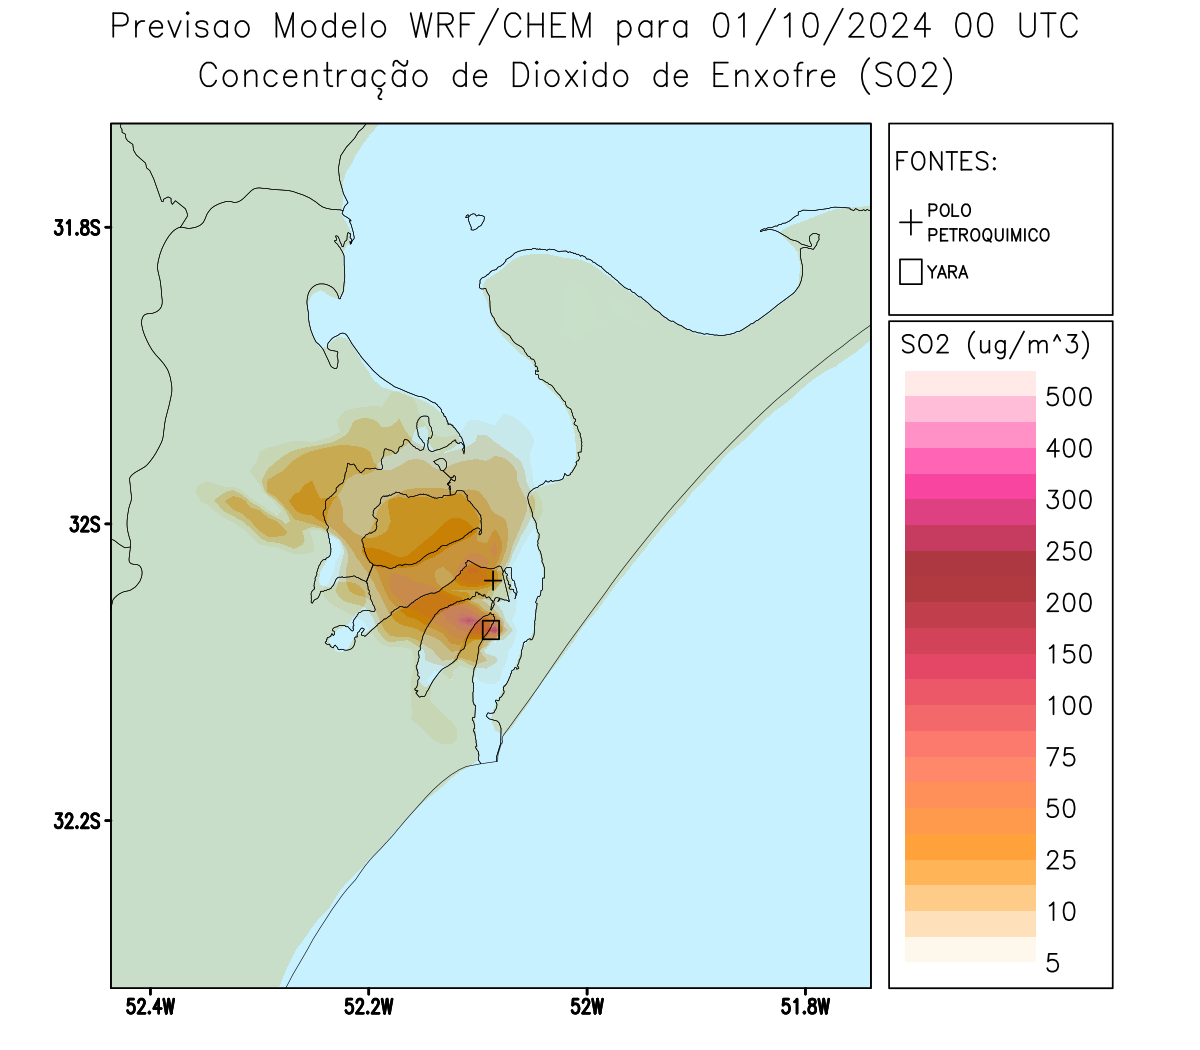 Previsao Modelo WRF/CHEM para 01/10/2024 00 UTC
Concentração de Dioxido de Enxofre (SO2)
FONTES:
POLO
PETROQUIMICO
YARA
31.8S
32S
32.2S
52.4W
52.2W
52W
51.8W
SO2 (ug/m^3)
500
400
300
250
200
150
100
75
50
25
10
5